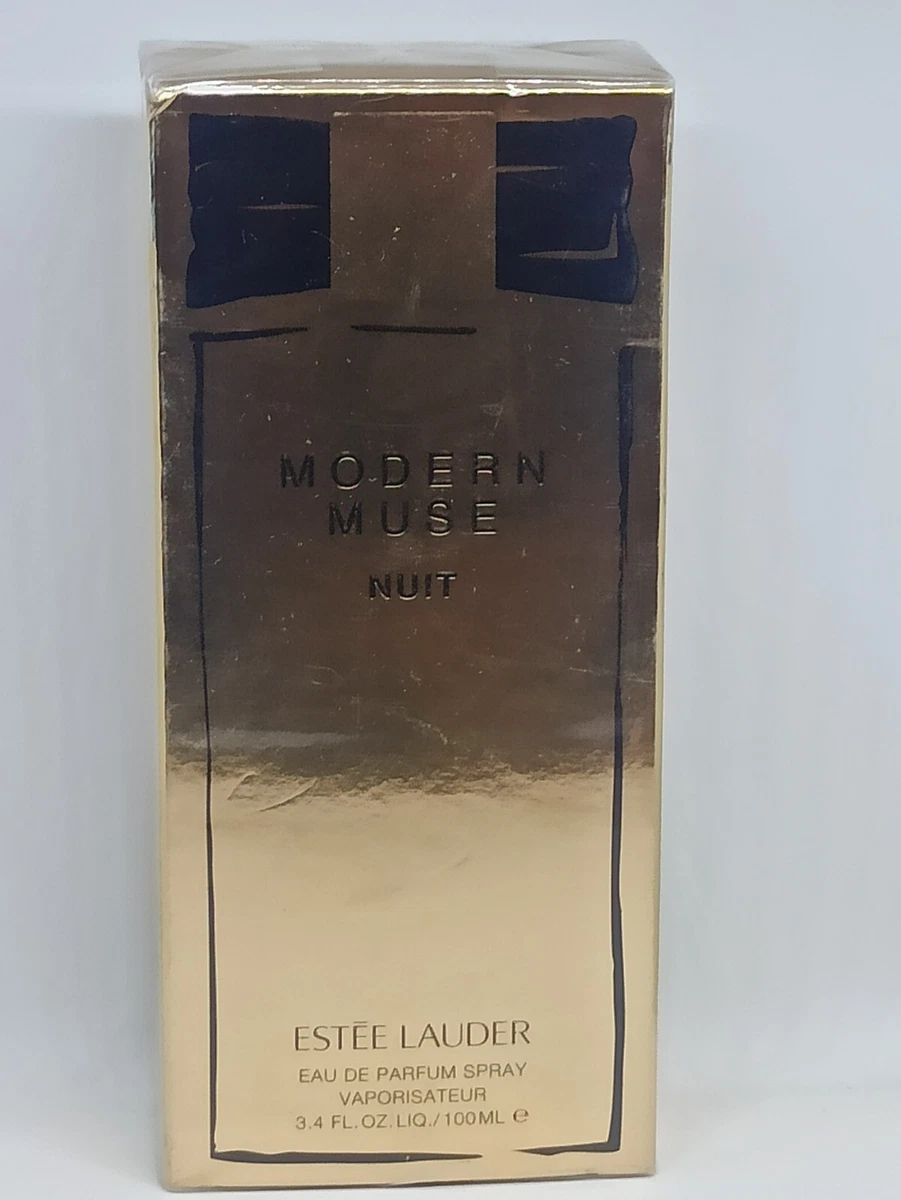 MODERN
MUSE
NUIT
ESTĒE LAUDER
EAU DE PARFUM SPRAY
VAPORISATEUR
3.4 FL.OZ.LIQ./100ML ℮